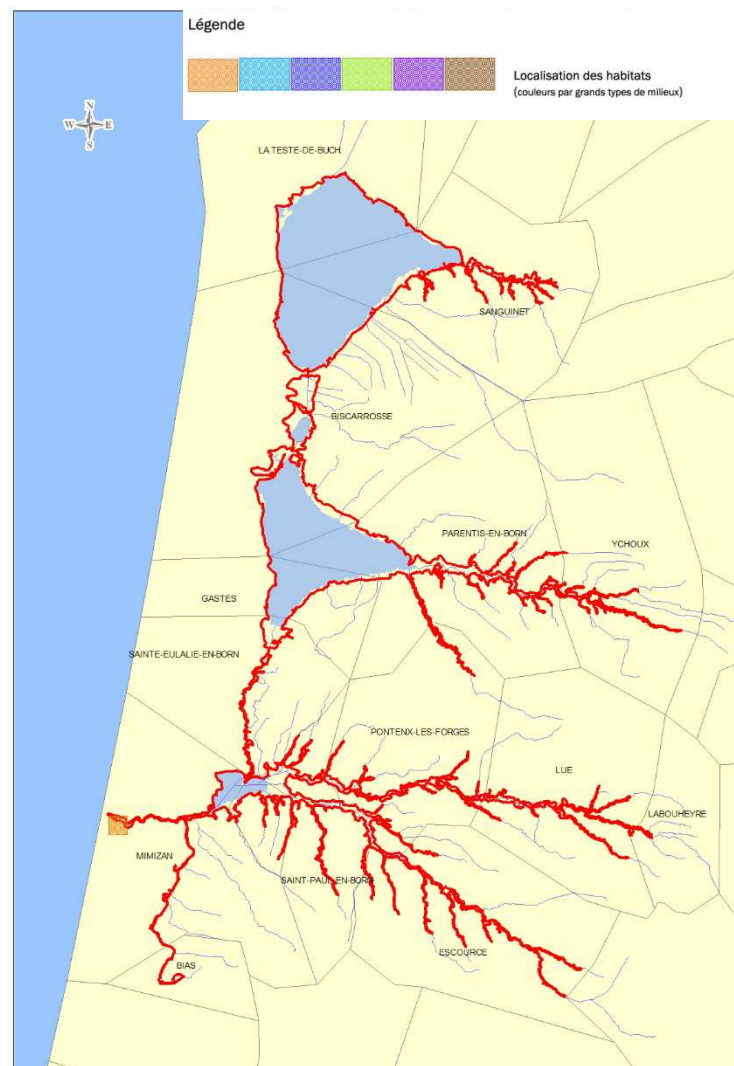 Légende
Localisation des habitats
(couleurs par grands types de milieux)
N
W E
S
LA TESTE-DE-BUCH
SANGUINET
BISCARROSSE
PARENTIS-EN-BORN
YCHOUX
GASTES
SAINTE-EULALIE-EN-BORN
PONTENX-LES-FORGES
LUE
LABOUHEYRE
MIMIZAN
SAINT-PAUL-EN-BORN
ESCOURCE
BIAS